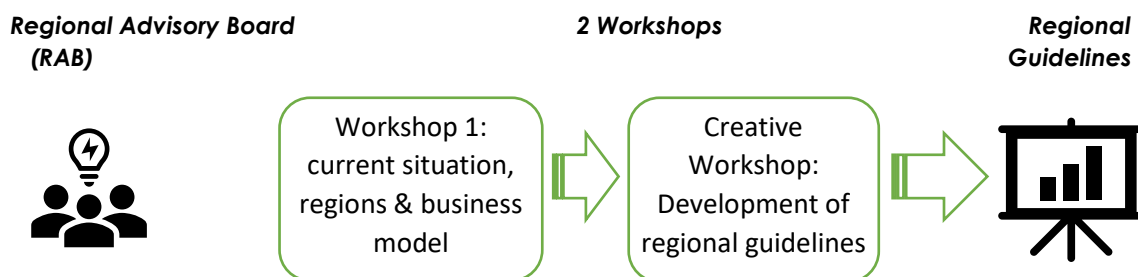 Regional Advisory Board
(RAB)
2 Workshops
Regional
Guidelines
Workshop 1:
current situation,
regions & business
model
Creative
Workshop:
Development of
regional guidelines